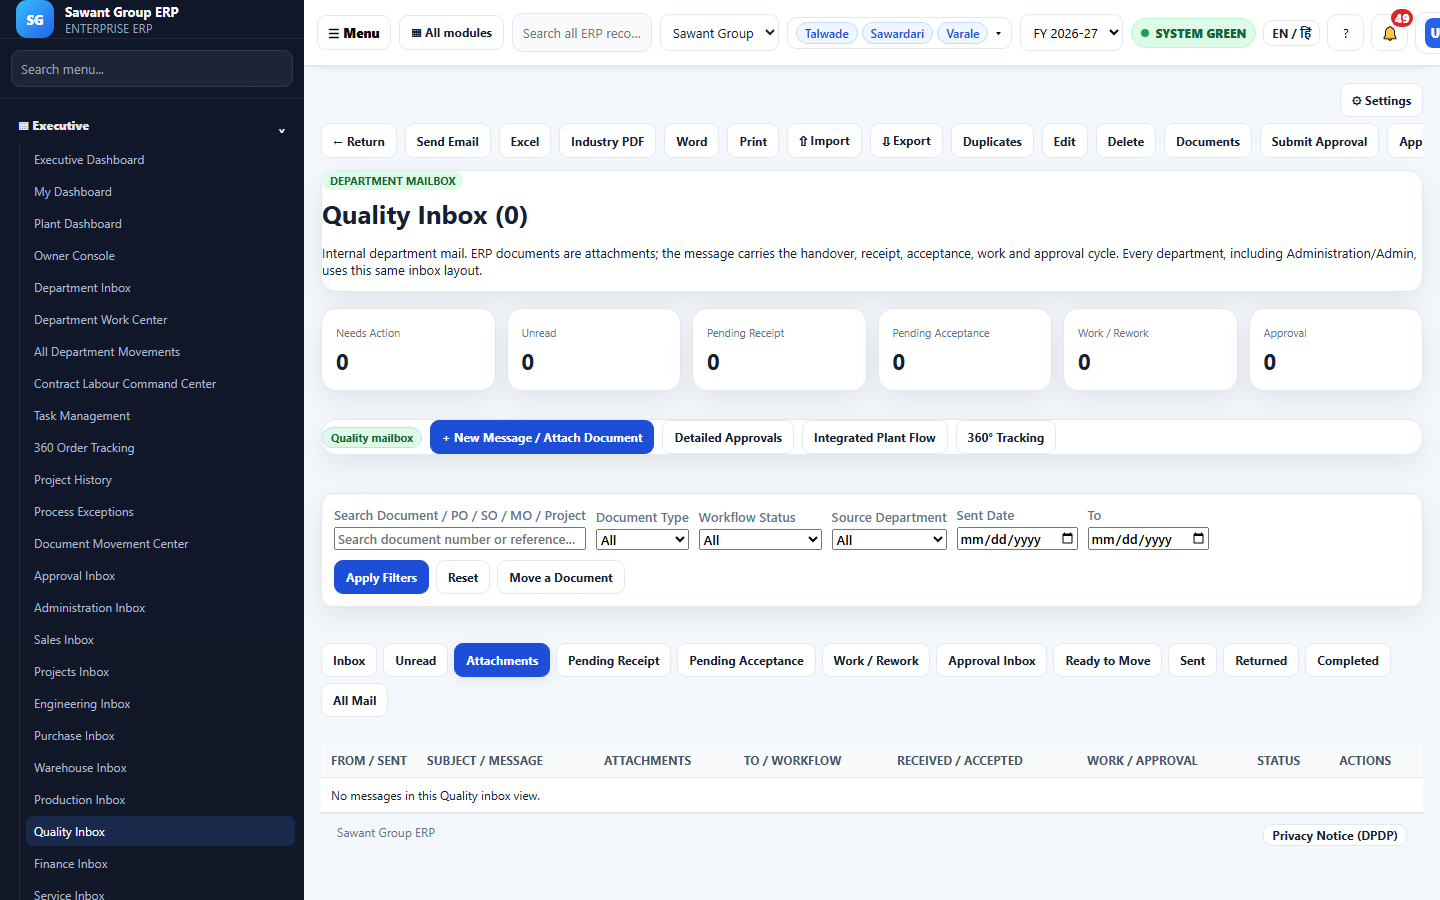 SG
Sawant Group ERP
ENTERPRISE ERP
Search menu...
Executive
Executive Dashboard
My Dashboard
Plant Dashboard
Owner Console
Department Inbox
Department Work Center
All Department Movements
Contract Labour Command Center
Task Management
360 Order Tracking
Project History
Process Exceptions
Document Movement Center
Approval Inbox
Administration Inbox
Sales Inbox
Projects Inbox
Engineering Inbox
Purchase Inbox
Warehouse Inbox
Production Inbox
Quality Inbox
Finance Inbox
Service Inbox
☰ Menu
All modules
Search all ERP reco...
Sawant Group
Talwade Sawardari Varale
FY 2026-27
SYSTEM GREEN
EN / हिं
?
49
U
⚙ Settings
← Return
Send Email
Excel
Industry PDF
Word
Print
⇧ Import
⇩ Export
Duplicates
Edit
Delete
Documents
Submit Approval
App
DEPARTMENT MAILBOX
Quality Inbox (0)
Internal department mail. ERP documents are attachments; the message carries the handover, receipt, acceptance, work and approval cycle. Every department, including Administration/Admin,
uses this same inbox layout.
Needs Action
0
Unread
0
Pending Receipt
0
Pending Acceptance
0
Work / Rework
0
Approval
0
Quality mailbox
+ New Message / Attach Document
Detailed Approvals
Integrated Plant Flow
360° Tracking
Search Document / PO / SO / MO / Project
Search document number or reference...
Document Type
All
Workflow Status
All
Source Department
All
Sent Date
mm/dd/yyyy
To
mm/dd/yyyy
Apply Filters
Reset
Move a Document
Inbox
Unread
Attachments
Pending Receipt
Pending Acceptance
Work / Rework
Approval Inbox
Ready to Move
Sent
Returned
Completed
All Mail
FROM / SENT SUBJECT / MESSAGE ATTACHMENTS TO / WORKFLOW RECEIVED / ACCEPTED WORK / APPROVAL STATUS ACTIONS
No messages in this Quality inbox view.
Sawant Group ERP
Privacy Notice (DPDP)